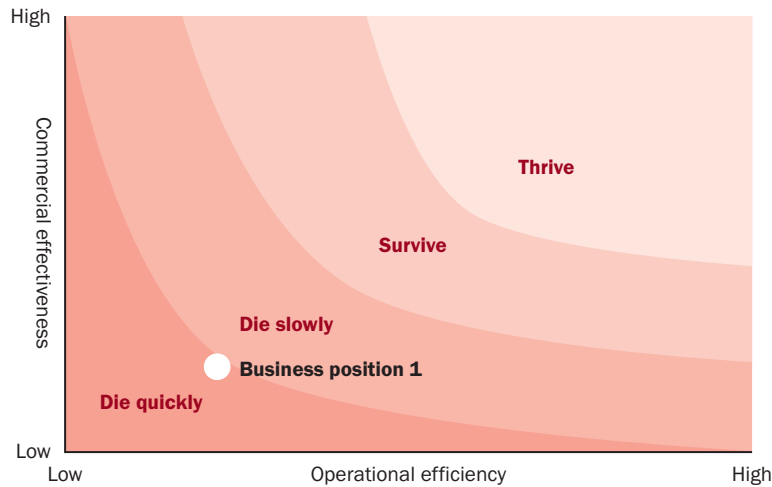 High
Commercial effectiveness
Thrive
Survive
Die slowly
Business position 1
Die quickly
Low
Low
Operational efficiency
High